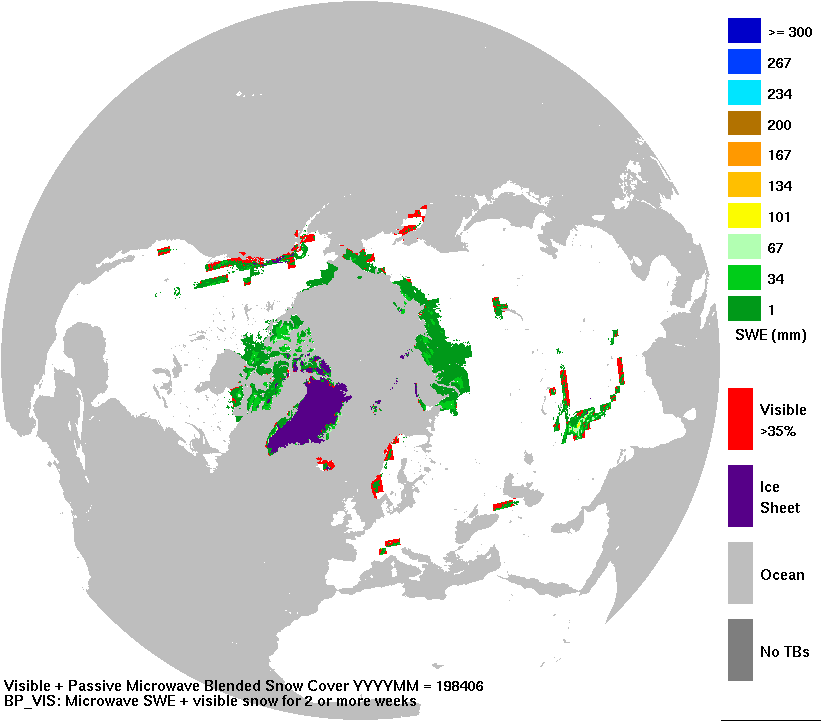 >= 300
267
234
200
167
134
101
67
34
1
SWE (mm)
Visible
>35%
Ice
Sheet
Ocean
No TBs
Visible + Passive Microwave Blended Snow Cover YYYYMM = 198406
BP_VIS: Microwave SWE + visible snow for 2 or more weeks